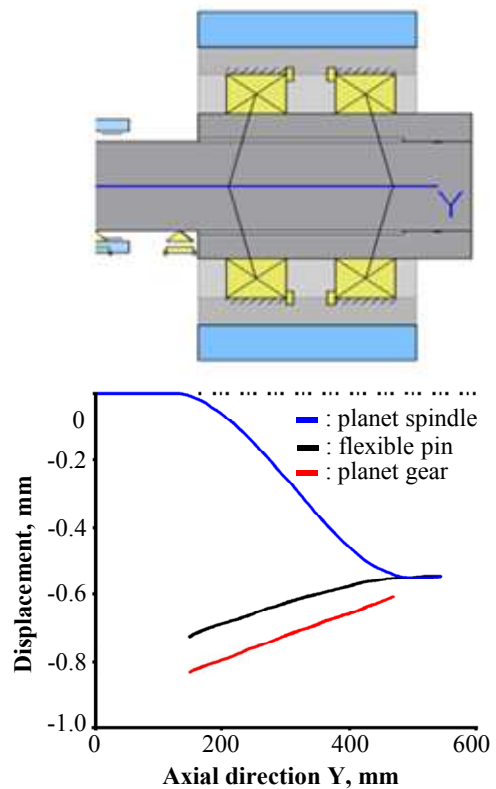 Y
: planet spindle
: flexible pin
: planet gear
Displacement, mm
0
-0.2
-0.4
-0.6
-0.8
-1.0
0 200 400 600
Axial direction Y, mm